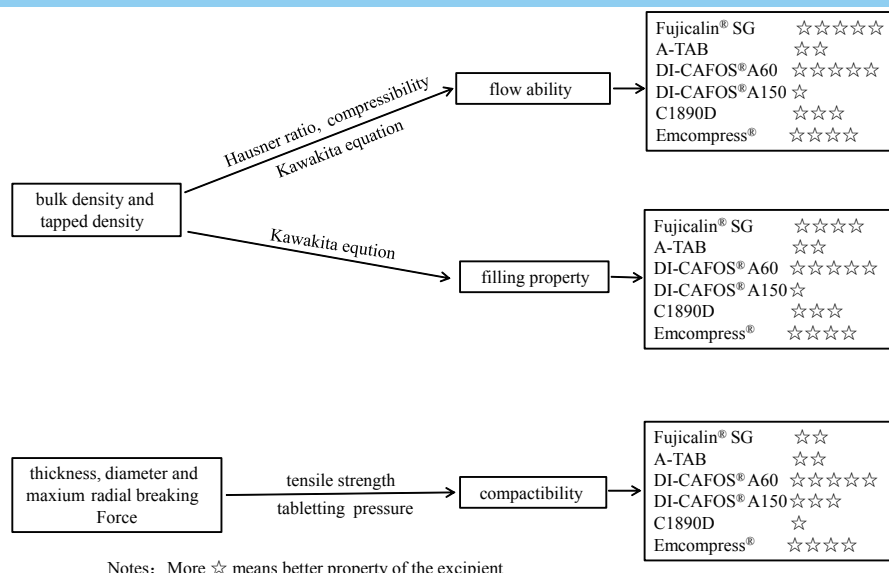 Fujicalin® SG ☆☆☆☆☆
A-TAB ☆☆
DI-CAFOS®A60 ☆☆☆☆☆
DI-CAFOS®A150 ☆
C1890D ☆☆☆
Emcompress® ☆☆☆☆
flow ability
Hausner ratio, compressibility
Kawakita equation
bulk density and
tapped density
Kawakita eqution
filling property
Fujicalin® SG ☆☆☆☆
A-TAB ☆☆
DI-CAFOS® A60 ☆☆☆☆☆
DI-CAFOS® A150 ☆
C1890D ☆☆☆
Emcompress® ☆☆☆☆
thickness, diameter and
maxium radial breaking
Force
tensile strength
tabletting pressure
compactibility
Fujicalin® SG ☆☆
A-TAB ☆☆
DI-CAFOS® A60 ☆☆☆☆☆
DI-CAFOS® A150 ☆☆☆
C1890D ☆
Emcompress® ☆☆☆☆
Notes: More ☆ means better property of the excipient